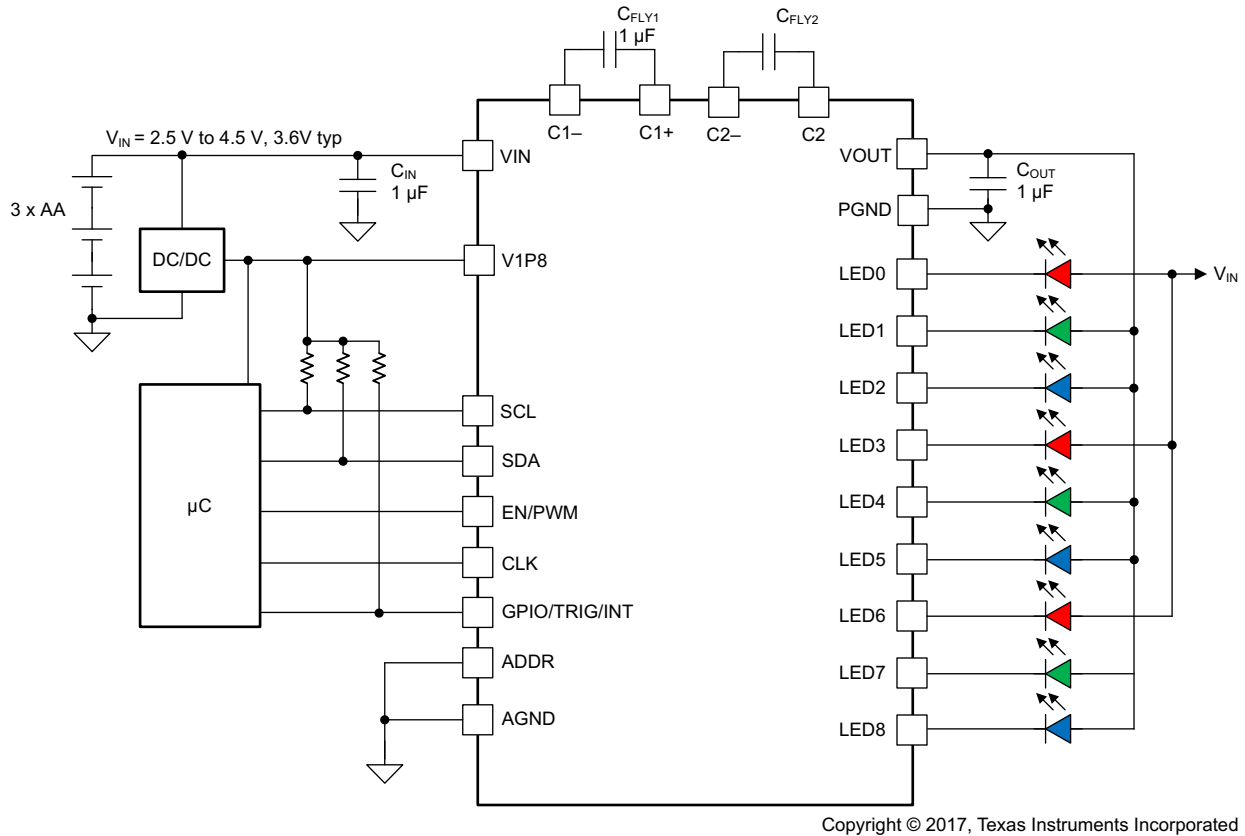 CFLY1
1 µF
CFLY2
C1–
C1+
C2–
C2
VIN = 2.5 V to 4.5 V, 3.6V typ
VIN
CIN
1 µF
3 x AA
DC/DC
V1P8
µC
SCL
SDA
EN/PWM
CLK
GPIO/TRIG/INT
ADDR
AGND
VOUT
COUT
1 µF
PGND
LED0
VIN
LED1
LED2
LED3
LED4
LED5
LED6
LED7
LED8
Copyright © 2017, Texas Instruments Incorporated